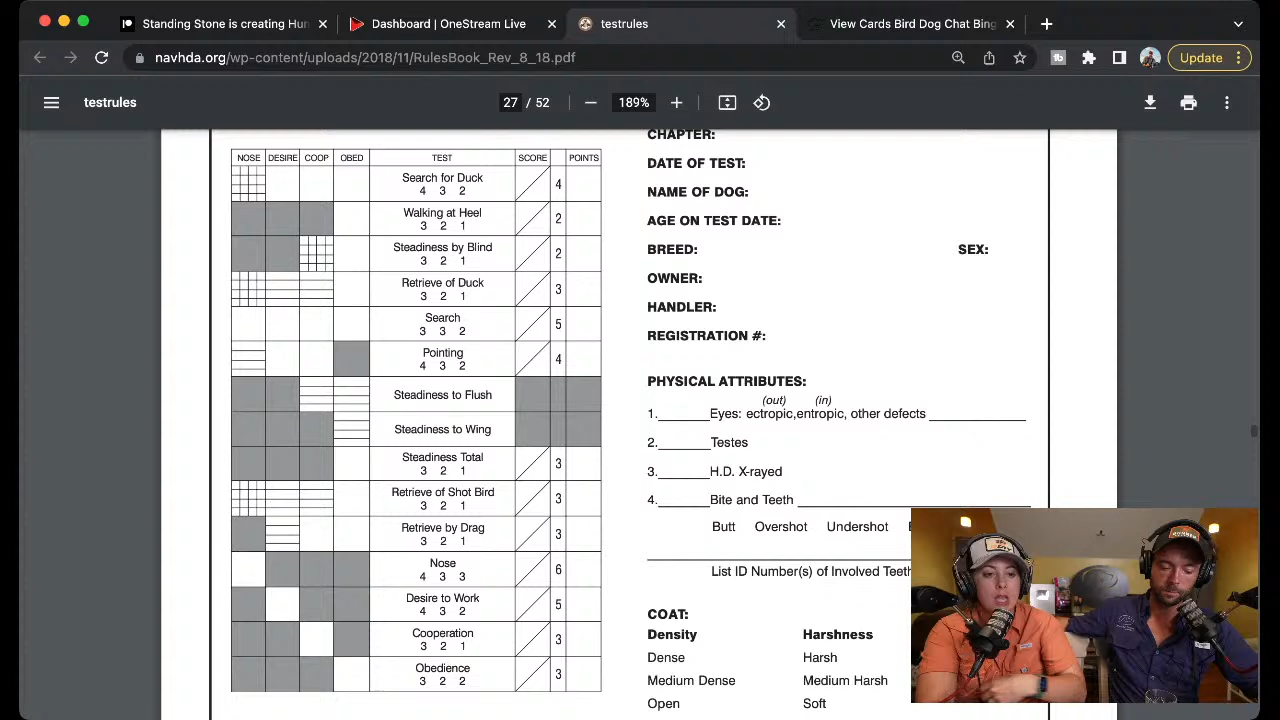 Standing Stone is creating Hun
Dashboard | OneStream Live
testrules
View Cards Bird Dog Chat Bing
navhda.org/wp-content/uploads/2018/11/RulesBook_Rev_8_18.pdf
Update
testrules
27 / 52
189%
NOSE DESIRE COOP OBED TEST SCORE POINTS
Search for Duck
4 3 2
4
Walking at Heel
3 2 1
2
Steadiness by Blind
3 2 1
2
Retrieve of Duck
3 2 1
3
Search
3 3 2
5
Pointing
4 3 2
4
Steadiness to Flush
Steadiness to Wing
Steadiness Total
3 2 1
3
Retrieve of Shot Bird
3 2 1
3
Retrieve by Drag
3 2 1
3
Nose
4 3 3
6
Desire to Work
4 3 2
5
Cooperation
3 2 1
3
Obedience
3 2 2
3
CHAPTER:
DATE OF TEST:
NAME OF DOG:
AGE ON TEST DATE:
BREED: SEX:
OWNER:
HANDLER:
REGISTRATION #:
PHYSICAL ATTRIBUTES:
(out) (in)
1.______Eyes: ectropic,entropic, other defects ____________
2.______Testes
3.______H.D. X-rayed
4.______Bite and Teeth ____________
Butt Overshot Undershot
List ID Number(s) of Involved Teeth
COAT:
Density Harshness
Dense Harsh
Medium Dense Medium Harsh
Open Soft